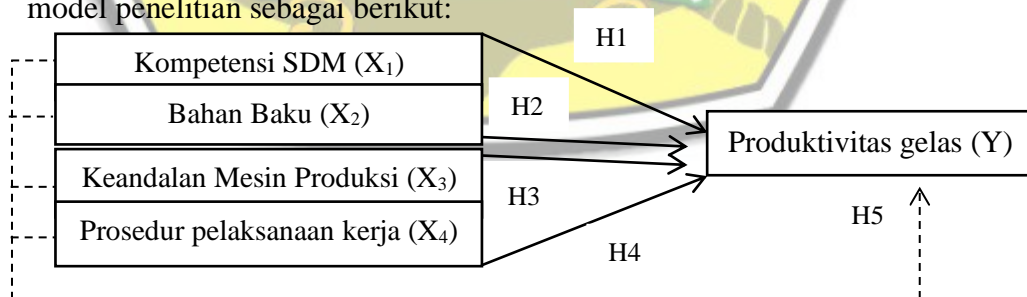 model penelitian sebagai berikut:
H1
Kompetensi SDM (X₁)
H2
Bahan Baku (X₂)
Produktivitas gelas (Y)
Keandalan Mesin Produksi (X₃)
H3
H5
Prosedur pelaksanaan kerja (X₄)
H4